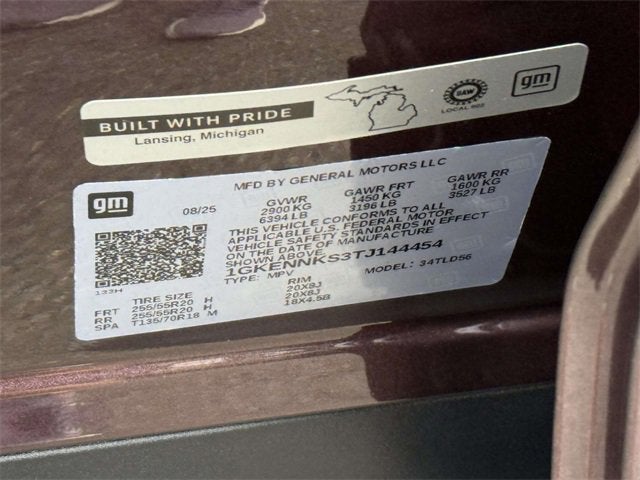 BUILT WITH PRIDE
Lansing, Michigan
UAW
LOCAL 602
gm
gm
MFD BY GENERAL MOTORS LLC
08/25
GVWR GAWR FRT GAWR RR
2900 KG 1450 KG 1600 KG
6394 LB 3196 LB 3527 LB
THIS VEHICLE CONFORMS TO ALL
APPLICABLE U.S. FEDERAL MOTOR
VEHICLE SAFETY STANDARDS IN EFFECT
ON THE DATE OF MANUFACTURE
SHOWN ABOVE
1GKENNKS3TJ144454
TYPE: MPV MODEL: 34TLD56
133H
TIRE SIZE RIM
FRT 255/55R20 H 20X8J
RR 255/55R20 H 20X8J
SPA T135/70R18 M 18X4.5B